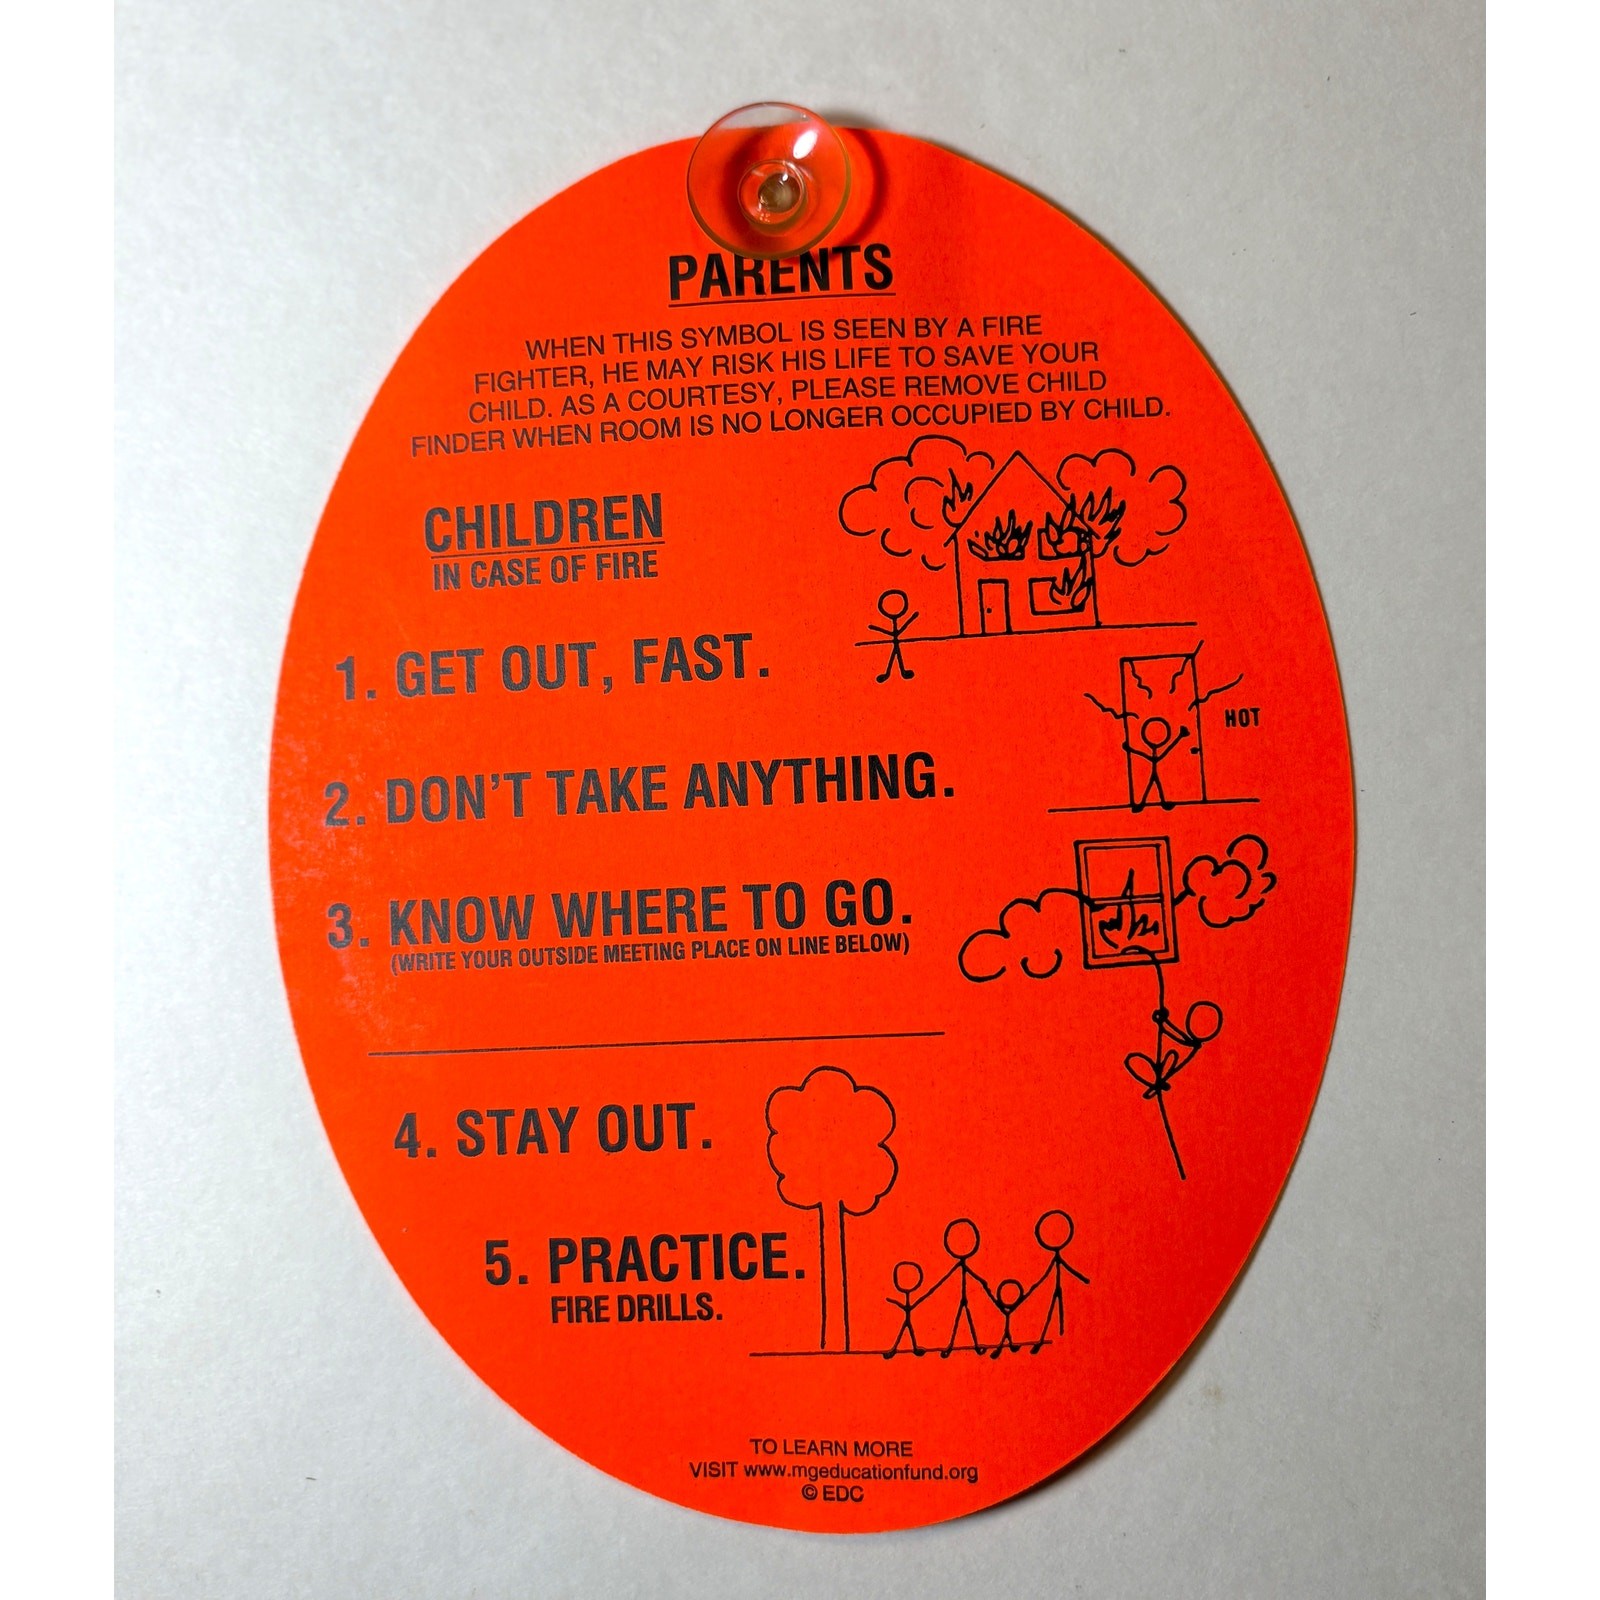 PARENTS
WHEN THIS SYMBOL IS SEEN BY A FIRE
FIGHTER, HE MAY RISK HIS LIFE TO SAVE YOUR
CHILD. AS A COURTESY, PLEASE REMOVE CHILD
FINDER WHEN ROOM IS NO LONGER OCCUPIED BY CHILD.
CHILDREN
IN CASE OF FIRE
1. GET OUT, FAST.
HOT
2. DON'T TAKE ANYTHING.
3. KNOW WHERE TO GO.
(WRITE YOUR OUTSIDE MEETING PLACE ON LINE BELOW)
4. STAY OUT.
5. PRACTICE.
FIRE DRILLS.
TO LEARN MORE
VISIT www.mgeducationfund.org
© EDC